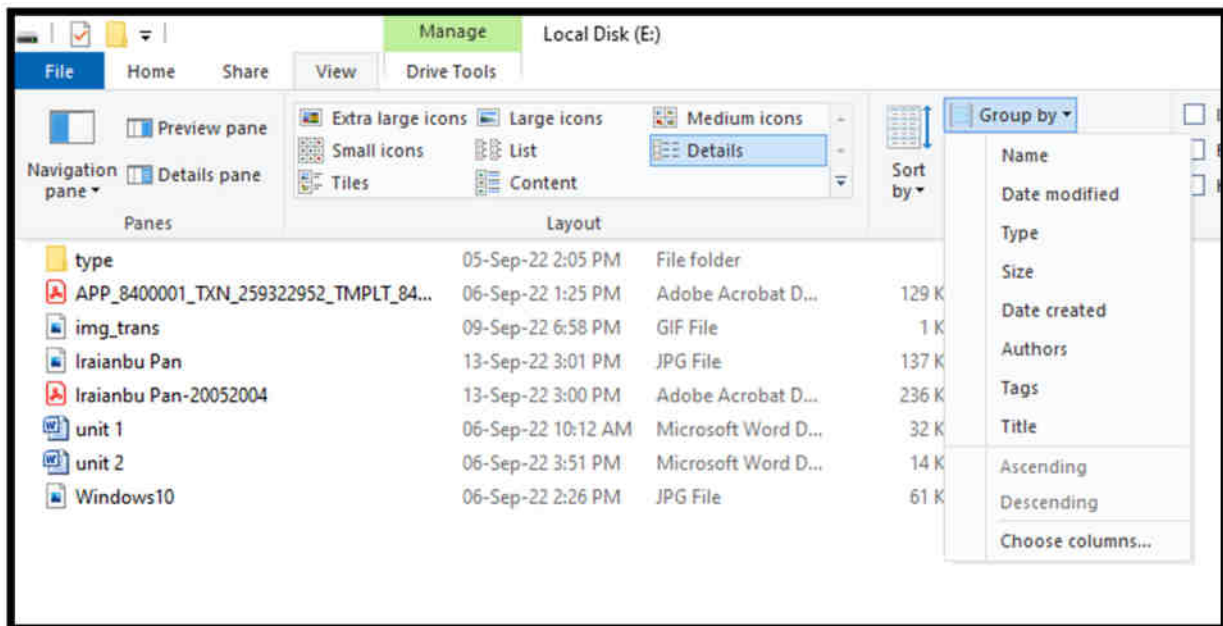 Manage Local Disk (E:)
File Home Share View Drive Tools
Navigation pane
Preview pane
Details pane
Panes
Extra large icons Large icons Medium icons
Small icons List Details
Tiles Content
Layout
Sort by
Group by
Name
Date modified
Type
Size
Date created
Authors
Tags
Title
Ascending
Descending
Choose columns...
type 05-Sep-22 2:05 PM File folder
APP_8400001_TXN_259322952_TMPLT_84... 06-Sep-22 1:25 PM Adobe Acrobat D... 129 K
img_trans 09-Sep-22 6:58 PM GIF File 1 K
Iraianbu Pan 13-Sep-22 3:01 PM JPG File 137 K
Iraianbu Pan-20052004 13-Sep-22 3:00 PM Adobe Acrobat D... 236 K
unit 1 06-Sep-22 10:12 AM Microsoft Word D... 32 K
unit 2 06-Sep-22 3:51 PM Microsoft Word D... 14 K
Windows10 06-Sep-22 2:26 PM JPG File 61 K